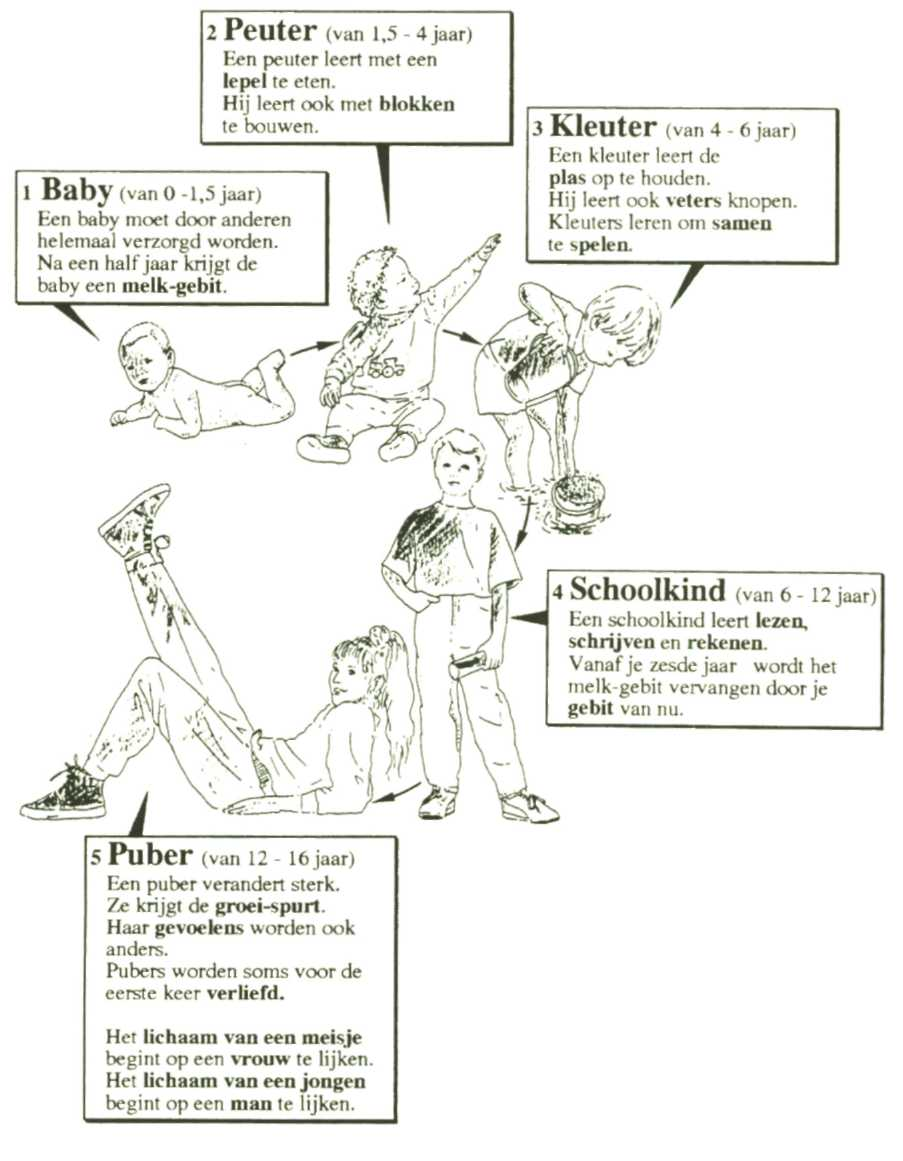 1 Baby (van 0 -1,5 jaar)
Een baby moet door anderen
helemaal verzorgd worden.
Na een half jaar krijgt de
baby een melk-gebit.
2 Peuter (van 1,5 - 4 jaar)
Een peuter leert met een
lepel te eten.
Hij leert ook met blokken
te bouwen.
3 Kleuter (van 4 - 6 jaar)
Een kleuter leert de
plas op te houden.
Hij leert ook veters knopen.
Kleuters leren om samen
te spelen.
4 Schoolkind (van 6 - 12 jaar)
Een schoolkind leert lezen,
schrijven en rekenen.
Vanaf je zesde jaar wordt het
melk-gebit vervangen door je
gebit van nu.
5 Puber (van 12 - 16 jaar)
Een puber verandert sterk.
Ze krijgt de groei-spurt.
Haar gevoelens worden ook
anders.
Pubers worden soms voor de
eerste keer verliefd.
Het lichaam van een meisje
begint op een vrouw te lijken.
Het lichaam van een jongen
begint op een man te lijken.